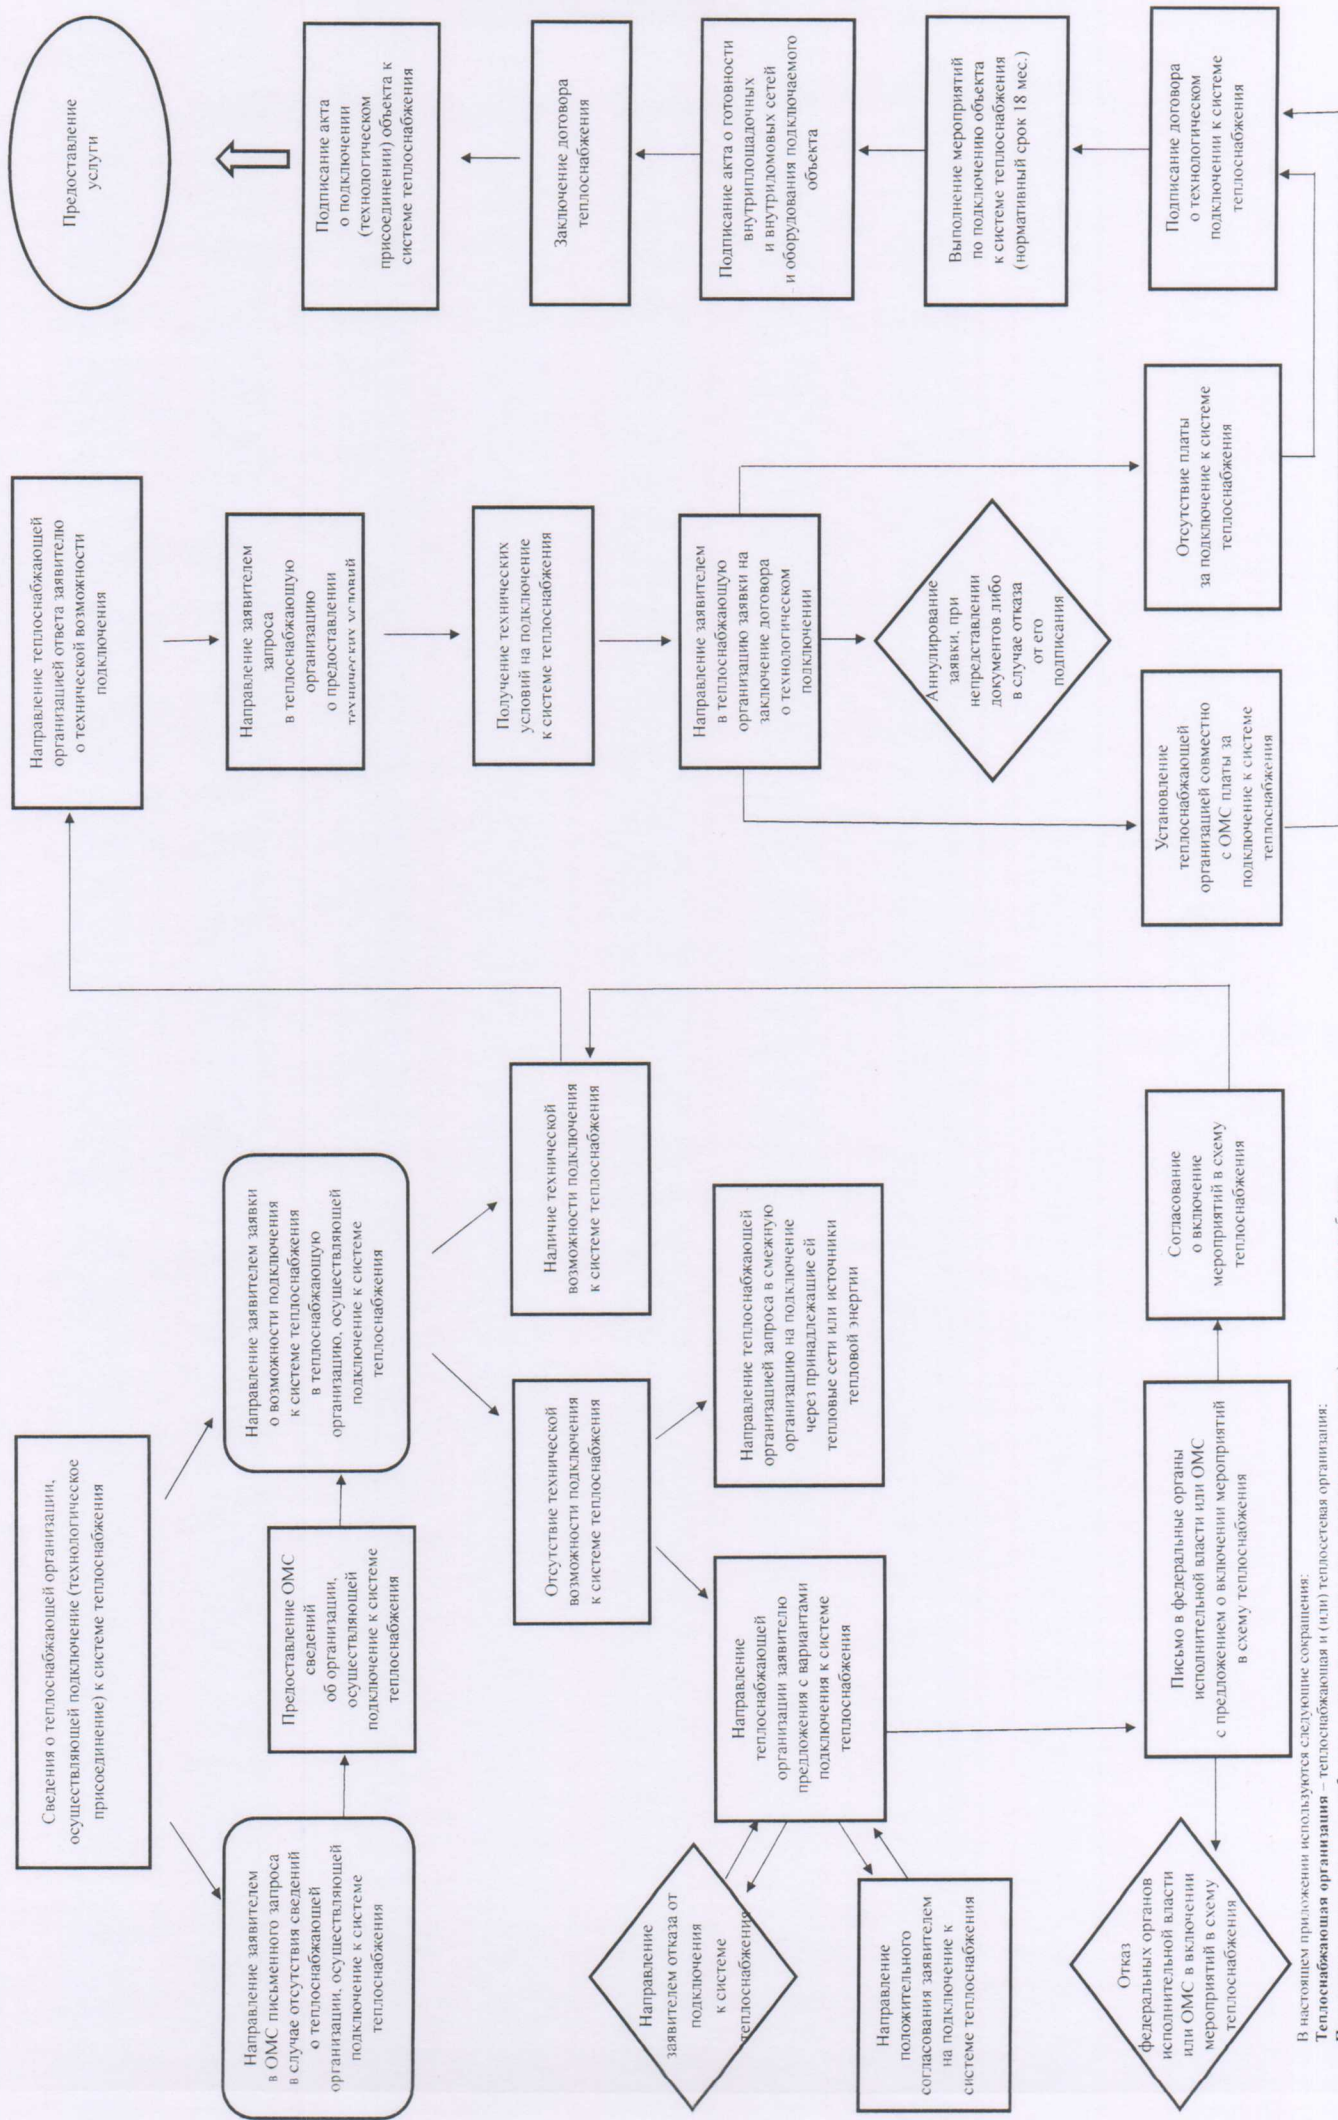 Сведения о теплоснабжающей организации,
осуществляющей подключение (технологическое
присоединение) к системе теплоснабжения
Направление заявителем
в ОМС письменного запроса
в случае отсутствия сведений
о теплоснабжающей
организации, осуществляющей
подключение к системе
теплоснабжения
Предоставление ОМС
сведений
об организации,
осуществляющей
подключение к системе
теплоснабжения
Направление заявителем заявки
о возможности подключения
к системе теплоснабжения
в теплоснабжающую
организацию, осуществляющей
подключение к системе
теплоснабжения
Отсутствие технической
возможности подключения
к системе теплоснабжения
Наличие технической
возможности подключения
к системе теплоснабжения
Направление
заявителем отказа от
подключения
к системе
теплоснабжения
Направление
положительного
согласования заявителем
на подключение к
системе теплоснабжения
Направление
теплоснабжающей
организации заявителю
предложения с вариантами
подключения к системе
теплоснабжения
Направление теплоснабжающей
организацией запроса в смежную
организацию на подключение
через принадлежащие ей
тепловые сети или источники
тепловой энергии
Отказ
федеральных органов
исполнительной власти
или ОМС в включении
мероприятий в схему
теплоснабжения
Письмо в федеральные органы
исполнительной власти или ОМС
с предложением о включении мероприятий
в схему теплоснабжения
Согласование
о включение
мероприятий в схему
теплоснабжения
Направление теплоснабжающей
организацией ответа заявителю
о технической возможности
подключения
Направление заявителем
запроса
в теплоснабжающую
организацию
о предоставлении
технических условий
Получение технических
условий на подключение
к системе теплоснабжения
Направление заявителем
в теплоснабжающую
организацию заявки на
заключение договора
о технологическом
подключении
Аннулирование
заявки, при
непредставлении
документов либо
в случае отказа
от его
подписания
Установление
теплоснабжающей
организацией совместно
с ОМС платы за
подключение к системе
теплоснабжения
Отсутствие платы
за подключение к системе
теплоснабжения
Подписание договора
о технологическом
подключении к системе
теплоснабжения
Выполнение мероприятий
по подключению объекта
к системе теплоснабжения
(нормативный срок 18 мес.)
Подписание акта о готовности
внутриплощадочных
и внутридомовых сетей
и оборудования подключаемого
объекта
Заключение договора
теплоснабжения
Подписание акта
о подключении
(технологическом
присоединении) объекта к
системе теплоснабжения
Предоставление
услуги
В настоящем приложении используются следующие сокращения:
Теплоснабжающая организация – теплоснабжающая и (или) теплосетевая организация;